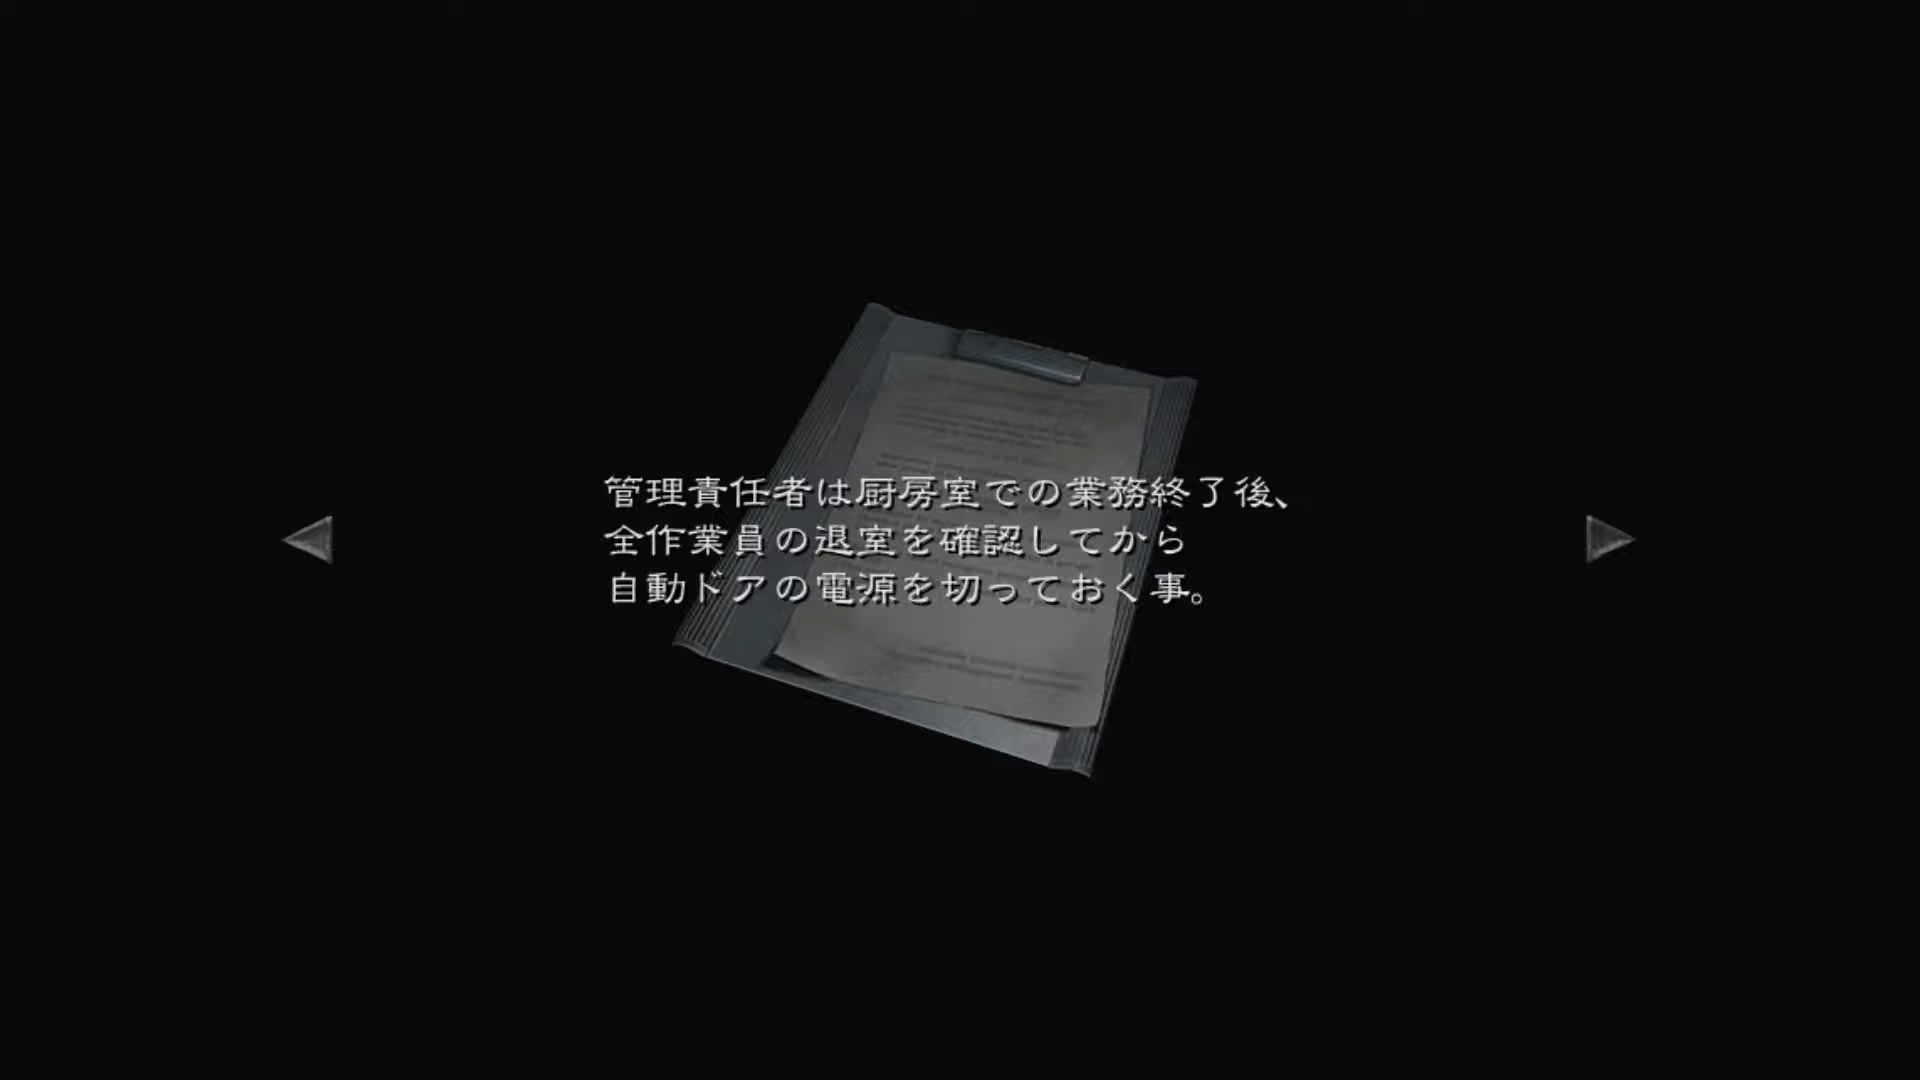 管理責任者は厨房室での業務終了後、
全作業員の退室を確認してから
自動ドアの電源を切っておく事。